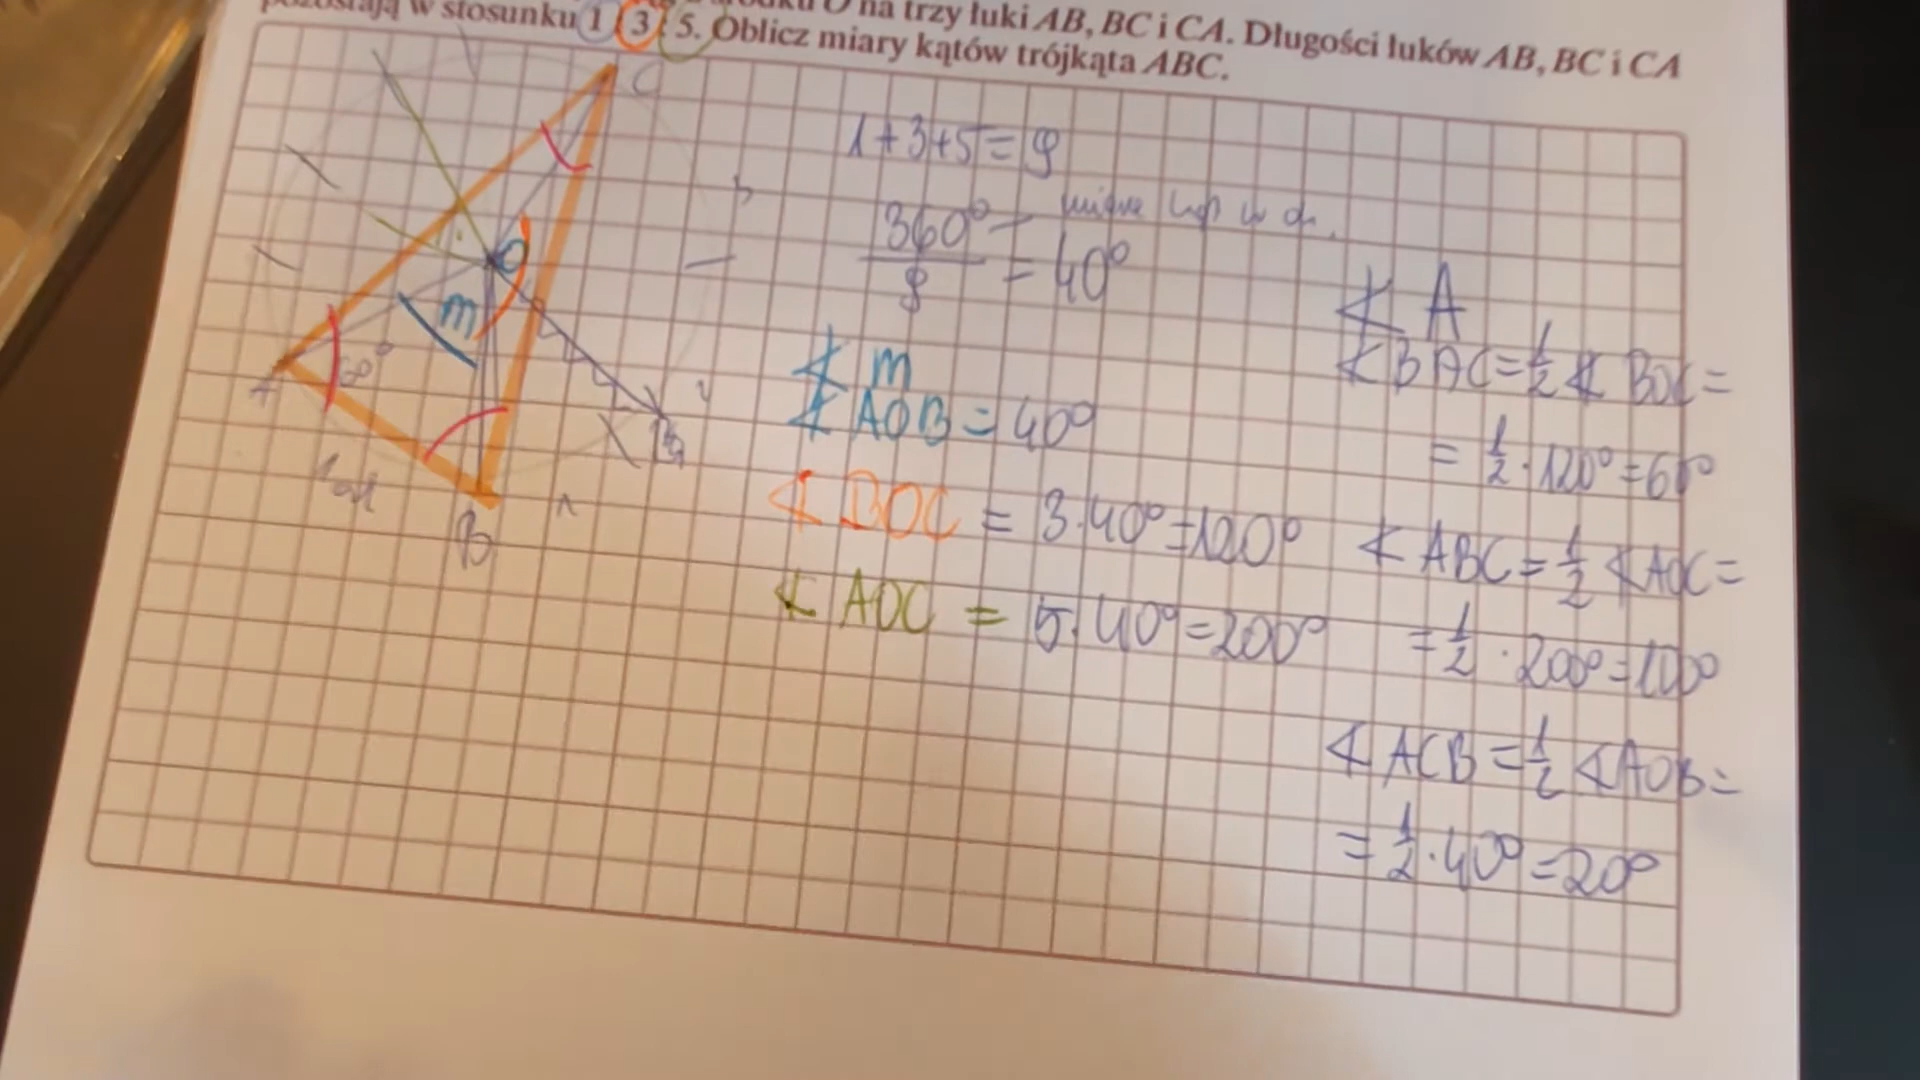 pozostają w stosunku 1 : 3 : 5. Oblicz miary kątów trójkąta ABC.
O na trzy łuki AB, BC i CA. Długości łuków AB, BC i CA
C
1+3+5=9
360°
9
= 40°
O
m
A
60°
B
∢ m
∢ AOB = 40°
∢ BOC = 3·40°=120°
∢ AOC = 5·40°=200°
∢ A
∢ BAC = 1/2 ∢ BOC =
= 1/2 · 120° = 60°
∢ ABC = 1/2 ∢ AOC =
= 1/2 · 200° = 100°
∢ ACB = 1/2 ∢ AOB =
= 1/2 · 40° = 20°